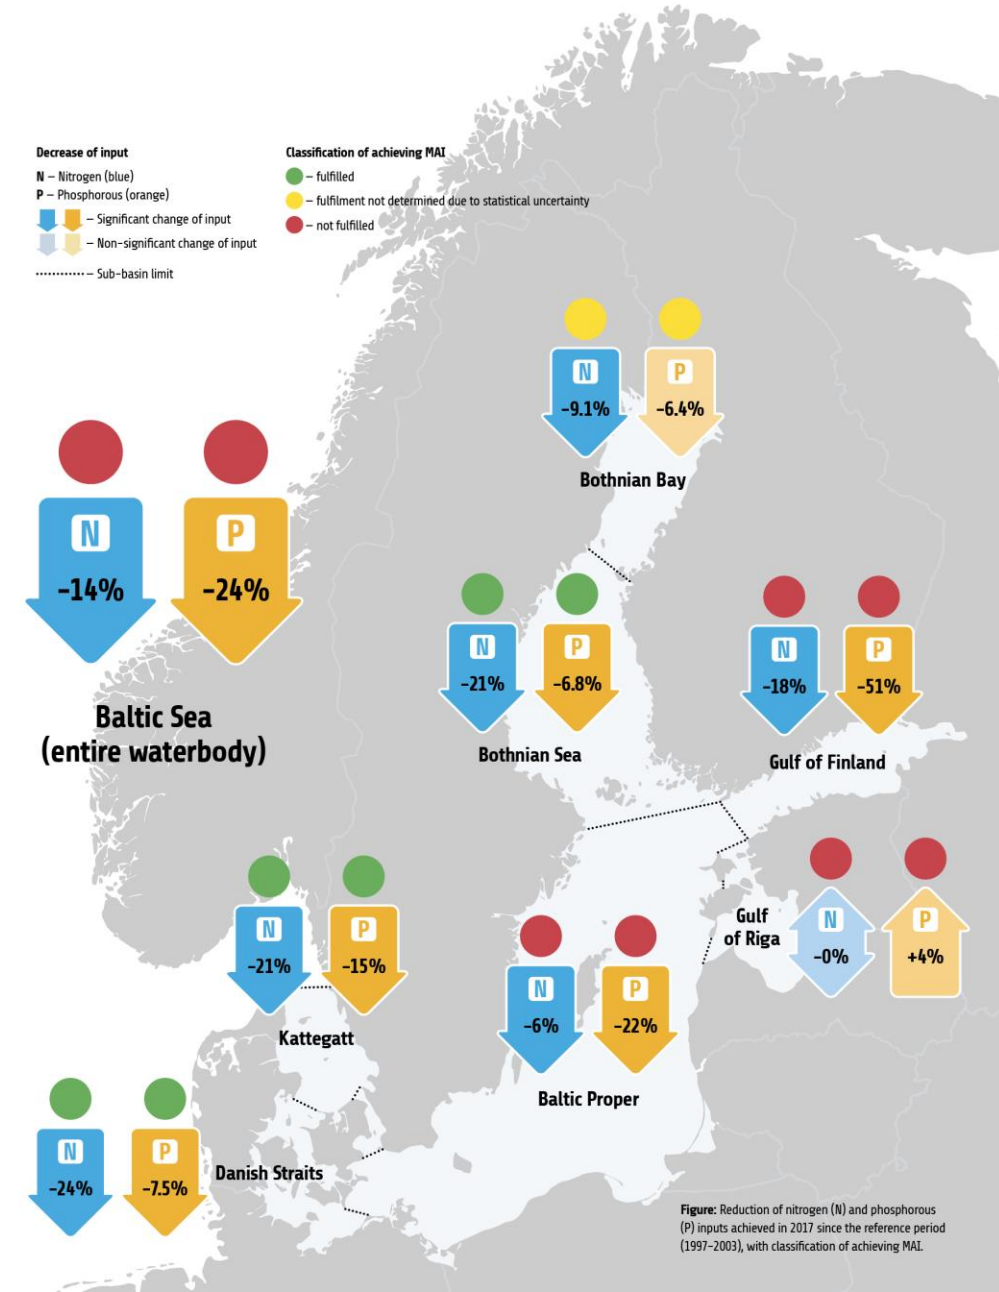 Decrease of input
N – Nitrogen (blue)
P – Phosphorous (orange)
– Significant change of input
– Non-significant change of input
– Sub-basin limit
Classification of achieving MAI
– fulfilled
– fulfilment not determined due to statistical uncertainty
– not fulfilled
N
-9.1%
P
-6.4%
Bothnian Bay
N
-14%
P
-24%
Baltic Sea
(entire waterbody)
N
-21%
P
-6.8%
Bothnian Sea
N
-18%
P
-51%
Gulf of Finland
N
-21%
P
-15%
Kattegatt
N
-6%
P
-22%
Baltic Proper
Gulf
of Riga
N
-0%
P
+4%
N
-24%
P
-7.5%
Danish Straits
Figure: Reduction of nitrogen (N) and phosphorous
(P) inputs achieved in 2017 since the reference period
(1997–2003), with classification of achieving MAI.